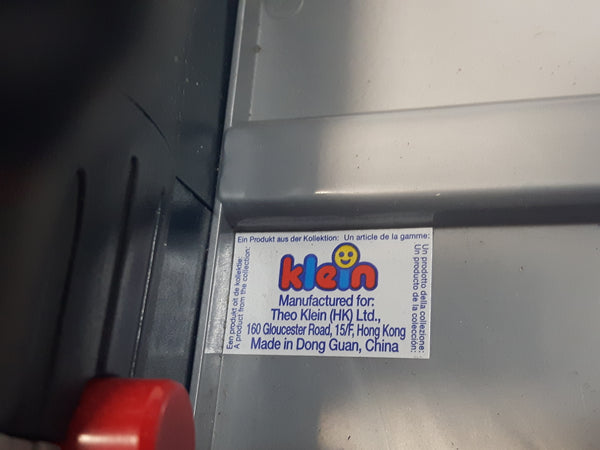 Ein Produkt aus der Kollektion: Un article de la gamme:
Een produkt uit de kollektie:
A product from the collection:
klein
Manufactured for:
Theo Klein (HK) Ltd.,
160 Gloucester Road, 15/F, Hong Kong
Made in Dong Guan, China
Un prodotto della collezione:
Un producto de la colección: